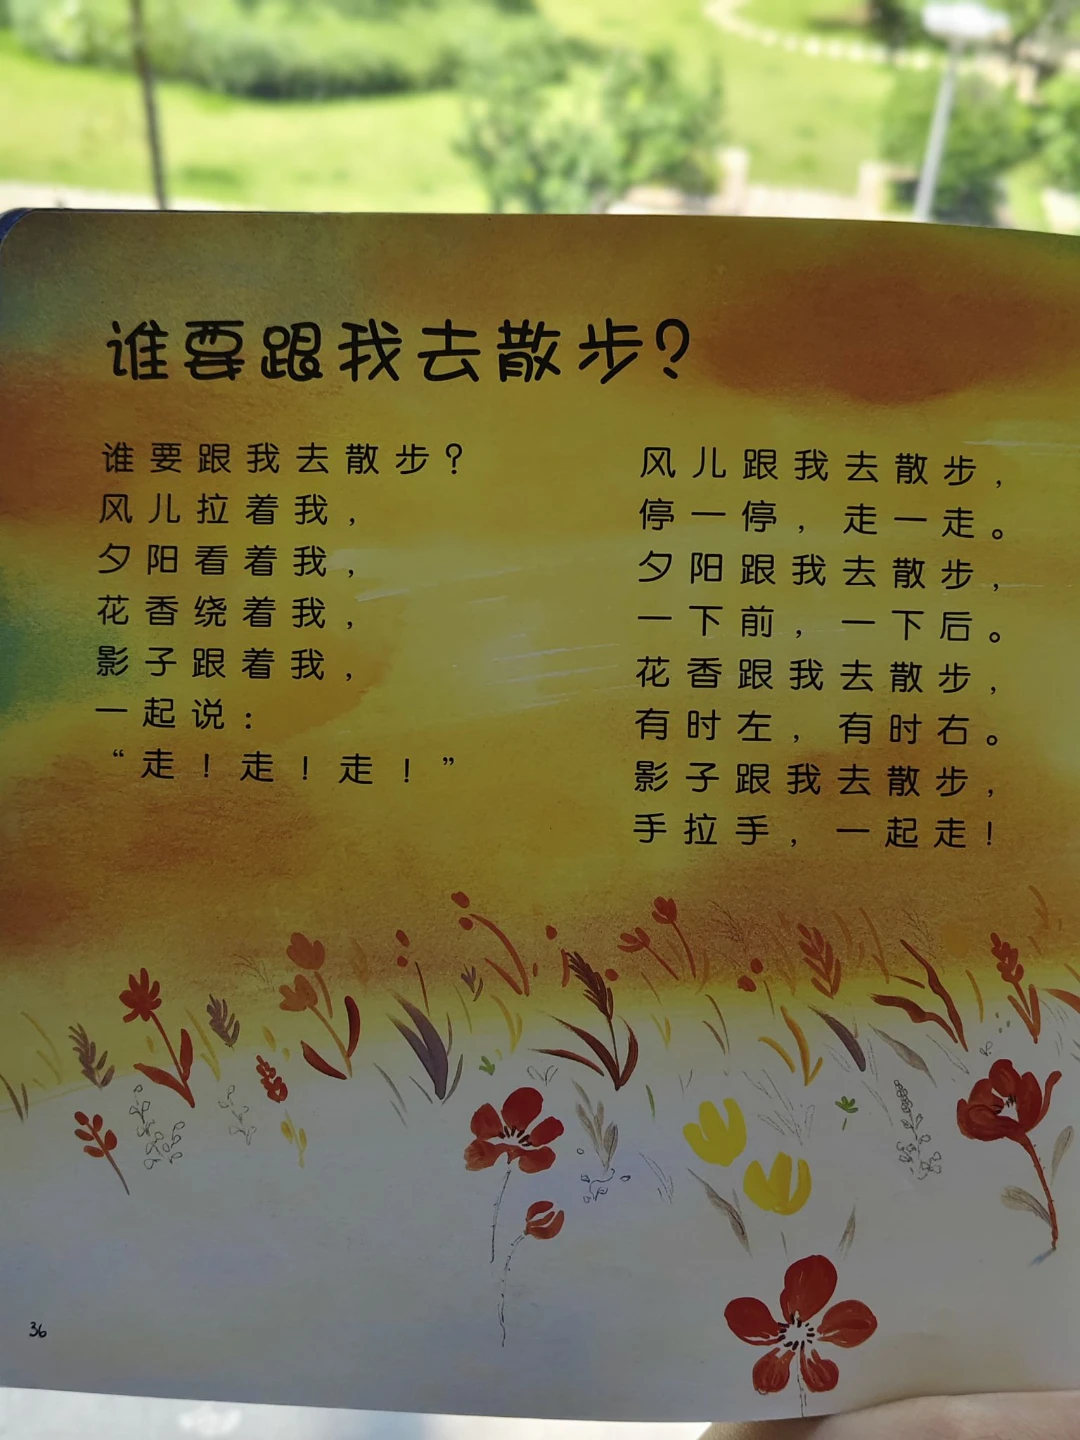 谁要跟我去散步?
谁要跟我去散步?
风儿拉着我,
夕阳看着我,
花香绕着我,
影子跟着我,
一起说:
“走!走!走!”
风儿跟我去散步,
停一停,走一走。
夕阳跟我去散步,
一下前,一下后。
花香跟我去散步,
有时左,有时右。
影子跟我去散步,
手拉手,一起走!
36